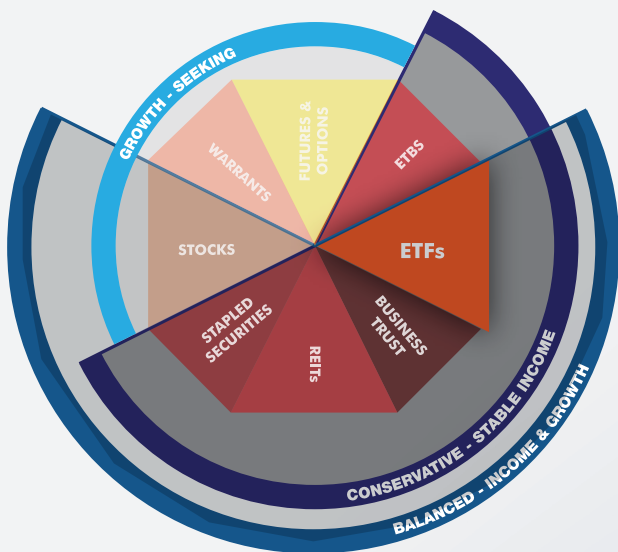 GROWTH - SEEKING
FUTURES &
OPTIONS
WARRANTS
ETBS
STOCKS
ETFs
STAPLED
SECURITIES
REITs
BUSINESS
TRUST
CONSERVATIVE - STABLE INCOME
BALANCED - INCOME & GROWTH